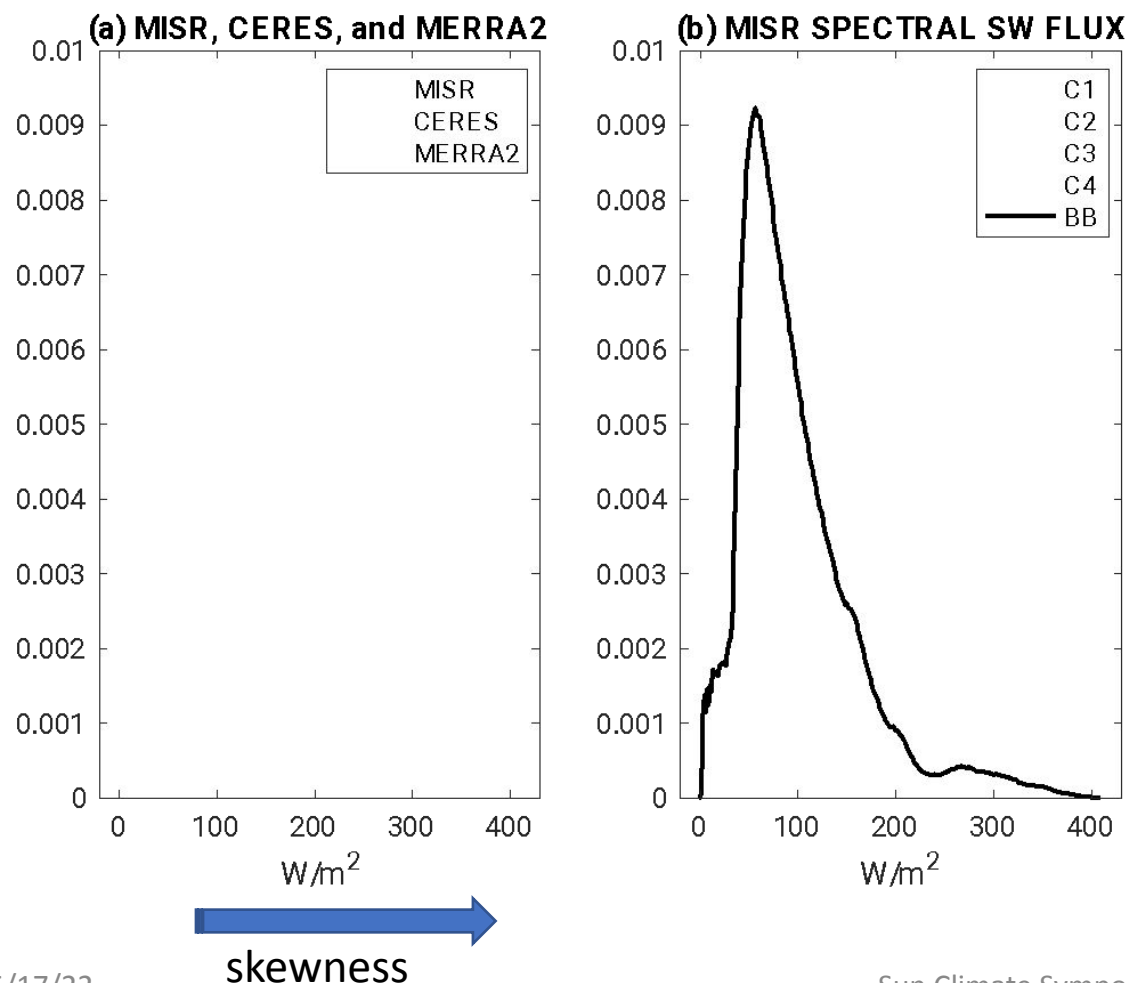 (a) MISR, CERES, and MERRA2
0.01
0.009
0.008
0.007
0.006
0.005
0.004
0.003
0.002
0.001
0
MISR
CERES
MERRA2
0 100 200 300 400
W/m²
skewness
(b) MISR SPECTRAL SW FLUX
0.01
0.009
0.008
0.007
0.006
0.005
0.004
0.003
0.002
0.001
0
C1
C2
C3
C4
BB
0 100 200 300 400
W/m²